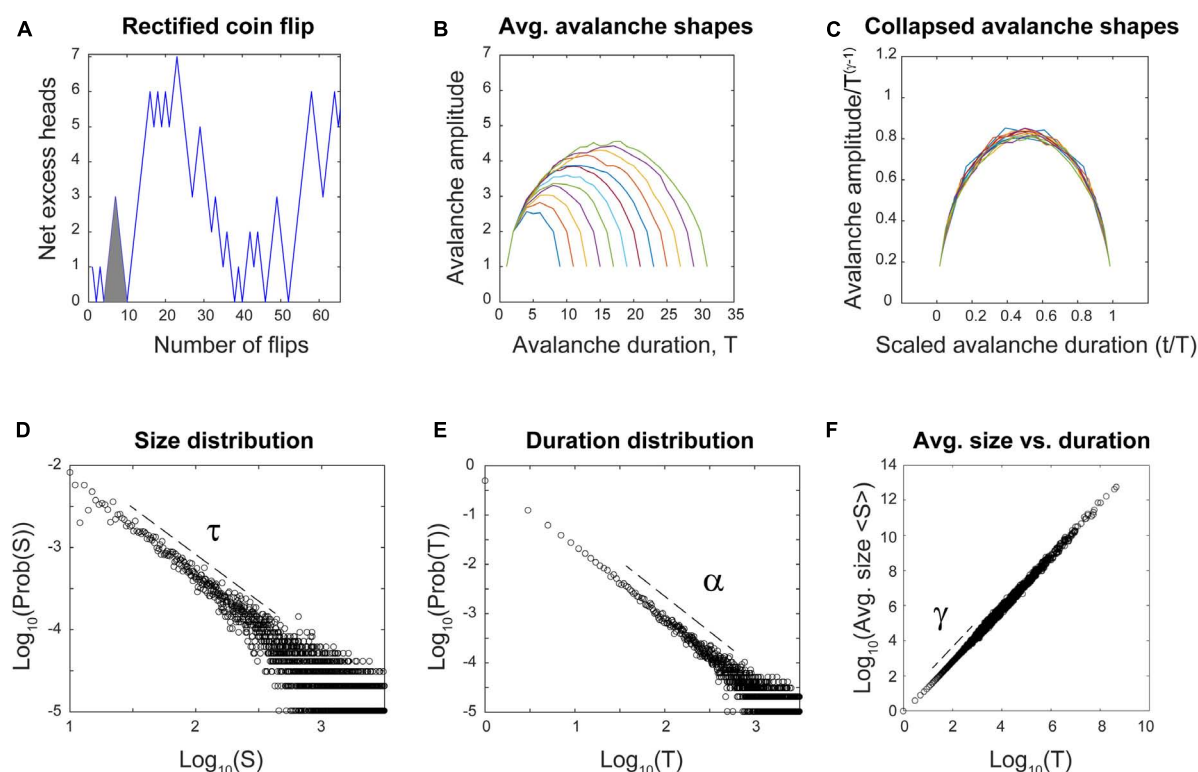 A Rectified coin flip
Net excess heads
7
6
5
4
3
2
1
0
0 10 20 30 40 50 60
Number of flips
B Avg. avalanche shapes
Avalanche amplitude
7
6
5
4
3
2
1
0
0 5 10 15 20 25 30 35
Avalanche duration, T
C Collapsed avalanche shapes
Avalanche amplitude/T^(γ-1)
1.2
1
0.8
0.6
0.4
0.2
0
0 0.2 0.4 0.6 0.8 1
Scaled avalanche duration (t/T)
D Size distribution
Log₁₀(Prob(S))
-2
-3
-4
-5
τ
1 2 3
Log₁₀(S)
E Duration distribution
Log₁₀(Prob(T))
0
-1
-2
-3
-4
-5
α
0 1 2 3
Log₁₀(T)
F Avg. size vs. duration
Log₁₀(Avg. size <S>)
14
12
10
8
6
4
2
0
γ
0 2 4 6 8 10
Log₁₀(T)